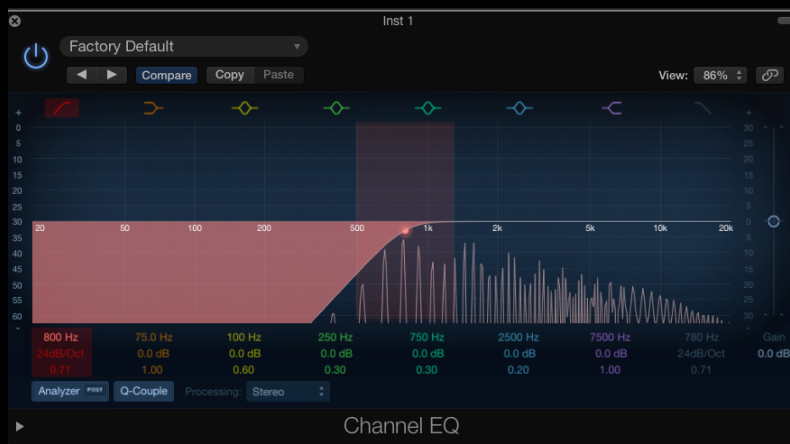 Inst 1
Factory Default
Compare Copy Paste View: 86%
+ +
0 30
5 25
10 20
15 15
20 10
25 5
30 20 50 100 200 500 1k 2k 5k 10k 20k 0
35 5
40 10
45 15
50 20
55 25
60 30
- -
800 Hz 75.0 Hz 100 Hz 250 Hz 750 Hz 2500 Hz 7500 Hz 780 Hz Gain
24dB/Oct 0.0 dB 0.0 dB 0.0 dB 0.0 dB 0.0 dB 0.0 dB 24dB/Oct 0.0 dB
0.71 1.00 0.60 0.30 0.30 0.20 1.00 0.71
Analyzer POST Q-Couple Processing: Stereo
Channel EQ